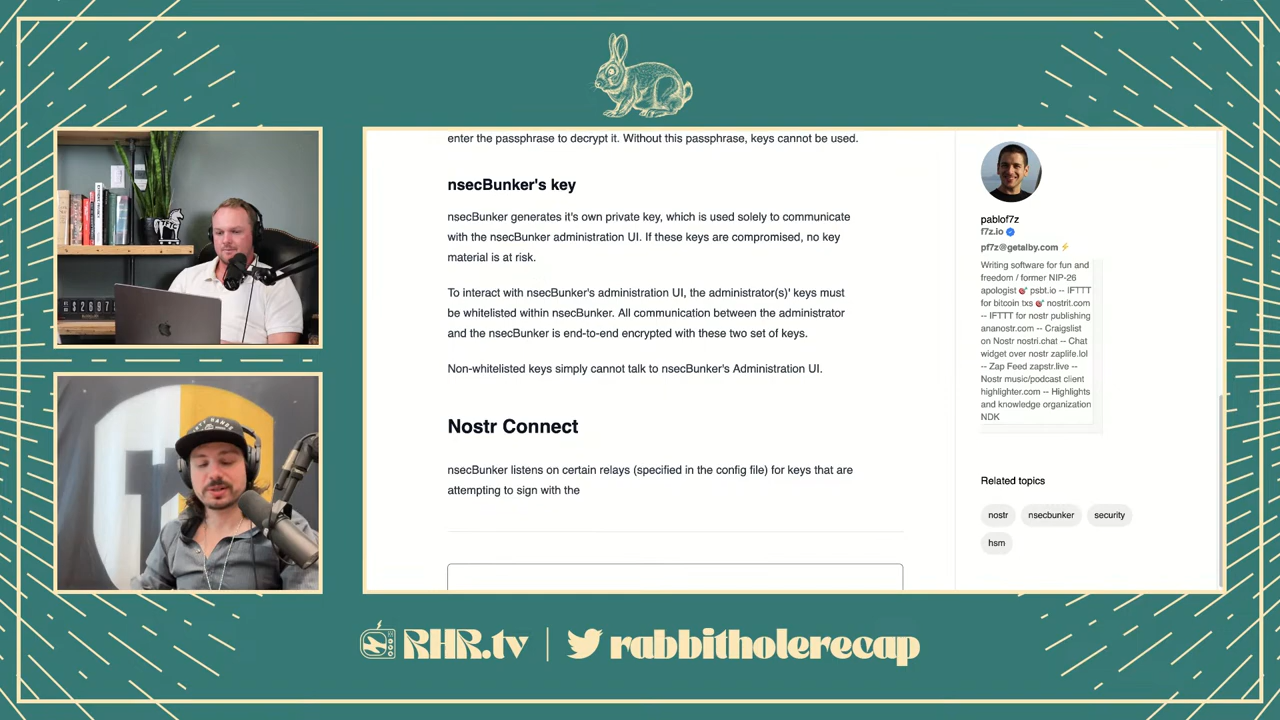 enter the passphrase to decrypt it. Without this passphrase, keys cannot be used.
nsecBunker's key
nsecBunker generates it's own private key, which is used solely to communicate
with the nsecBunker administration UI. If these keys are compromised, no key
material is at risk.
To interact with nsecBunker's administration UI, the administrator(s)' keys must
be whitelisted within nsecBunker. All communication between the administrator
and the nsecBunker is end-to-end encrypted with these two set of keys.
Non-whitelisted keys simply cannot talk to nsecBunker's Administration UI.
Nostr Connect
nsecBunker listens on certain relays (specified in the config file) for keys that are
attempting to sign with the
pablof7z
f7z.io
pf7z@getalby.com ⚡
Writing software for fun and
freedom / former NIP-26
apologist 🎯 psbt.io -- IFTTT
for bitcoin txs 🎯 nostrit.com
-- IFTTT for nostr publishing
ananostr.com -- Craigslist
on Nostr nostri.chat -- Chat
widget over nostr zaplife.lol
-- Zap Feed zapstr.live --
Nostr music/podcast client
highlighter.com -- Highlights
and knowledge organization
NDK
Related topics
nostr
nsecbunker
security
hsm
RHR.tv | rabbitholerecap